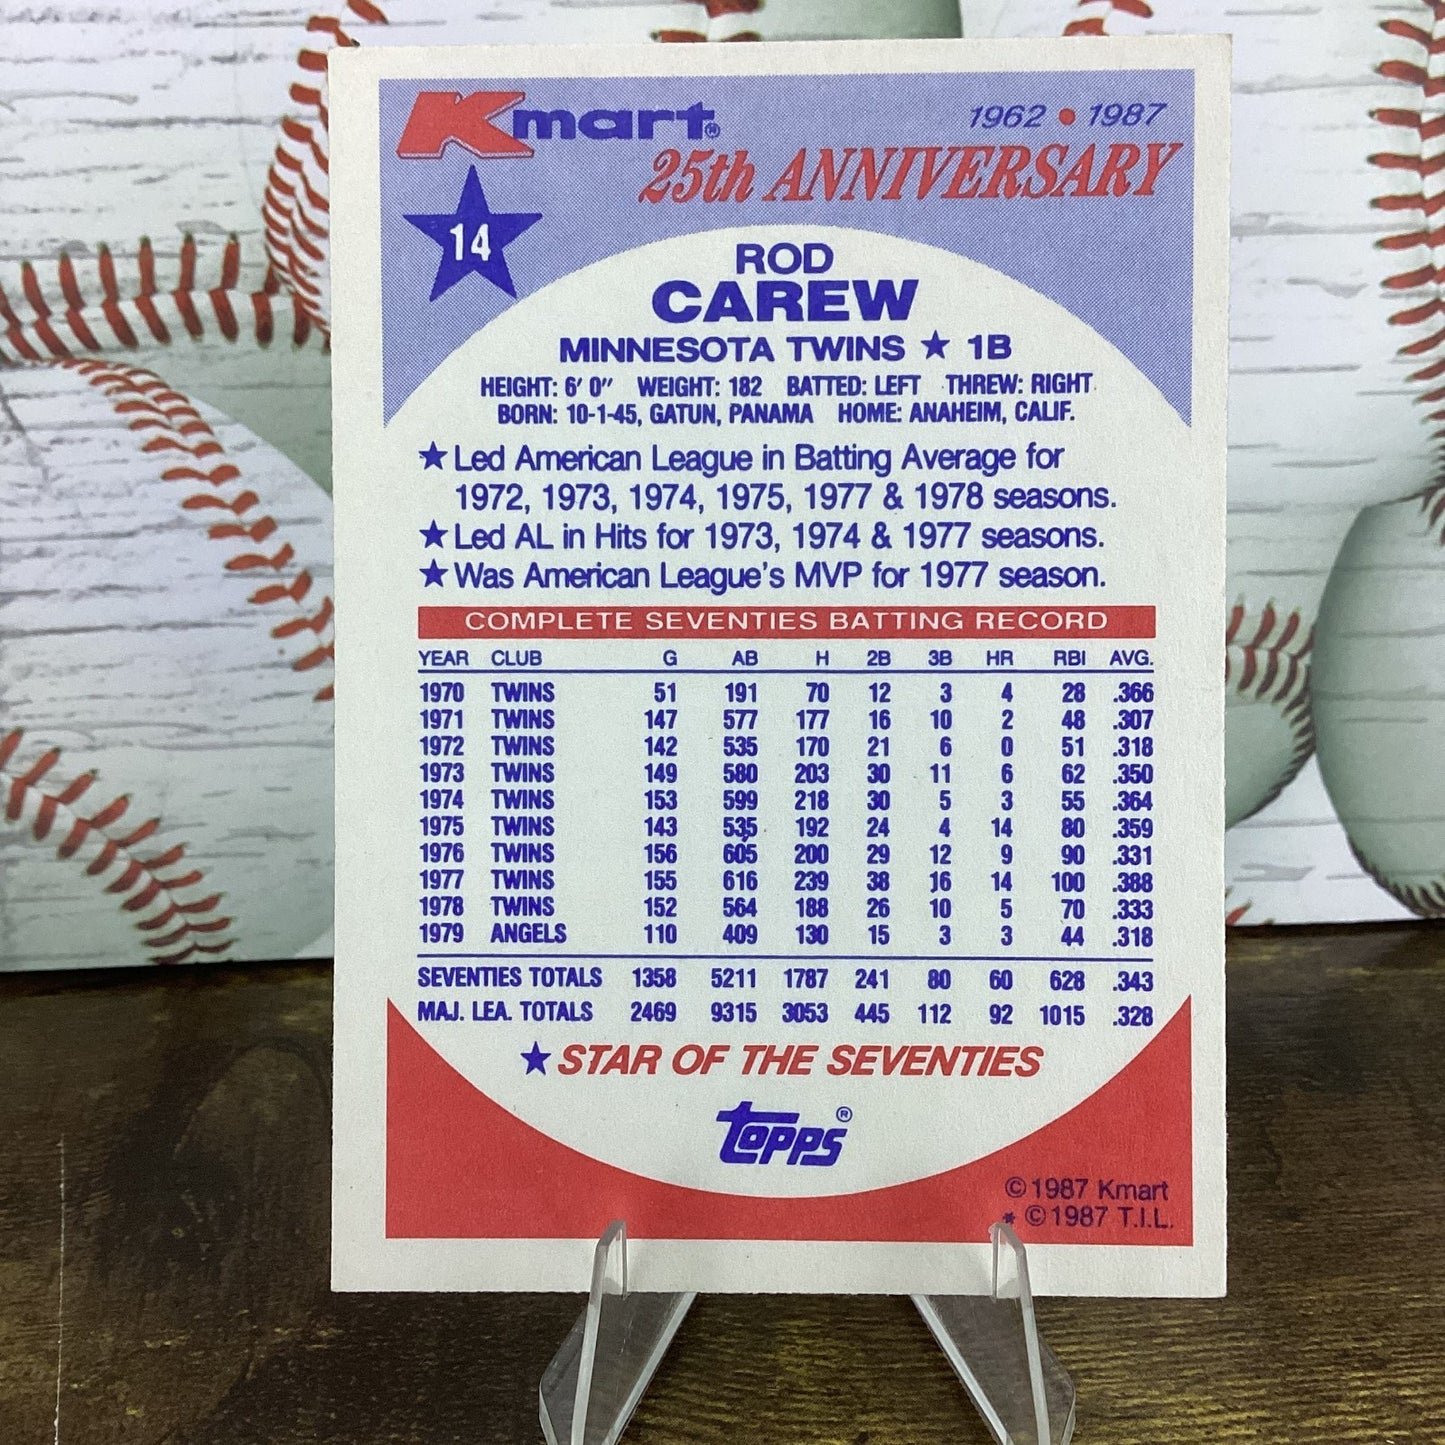 Kmart®
1962 • 1987
25th ANNIVERSARY
14
ROD
CAREW
MINNESOTA TWINS ★ 1B
HEIGHT: 6' 0" WEIGHT: 182 BATTED: LEFT THREW: RIGHT
BORN: 10-1-45, GATUN, PANAMA HOME: ANAHEIM, CALIF.
★ Led American League in Batting Average for
1972, 1973, 1974, 1975, 1977 & 1978 seasons.
★ Led AL in Hits for 1973, 1974 & 1977 seasons.
★ Was American League's MVP for 1977 season.
COMPLETE SEVENTIES BATTING RECORD
YEAR CLUB G AB H 2B 3B HR RBI AVG.
1970 TWINS 51 191 70 12 3 4 28 .366
1971 TWINS 147 577 177 16 10 2 48 .307
1972 TWINS 142 535 170 21 6 0 51 .318
1973 TWINS 149 580 203 30 11 6 62 .350
1974 TWINS 153 599 218 30 5 3 55 .364
1975 TWINS 143 535 192 24 4 14 80 .359
1976 TWINS 156 605 200 29 12 9 90 .331
1977 TWINS 155 616 239 38 16 14 100 .388
1978 TWINS 152 564 188 26 10 5 70 .333
1979 ANGELS 110 409 130 15 3 3 44 .318
SEVENTIES TOTALS 1358 5211 1787 241 80 60 628 .343
MAJ. LEA. TOTALS 2469 9315 3053 445 112 92 1015 .328
★ STAR OF THE SEVENTIES
topps®
©1987 Kmart
* ©1987 T.I.L.